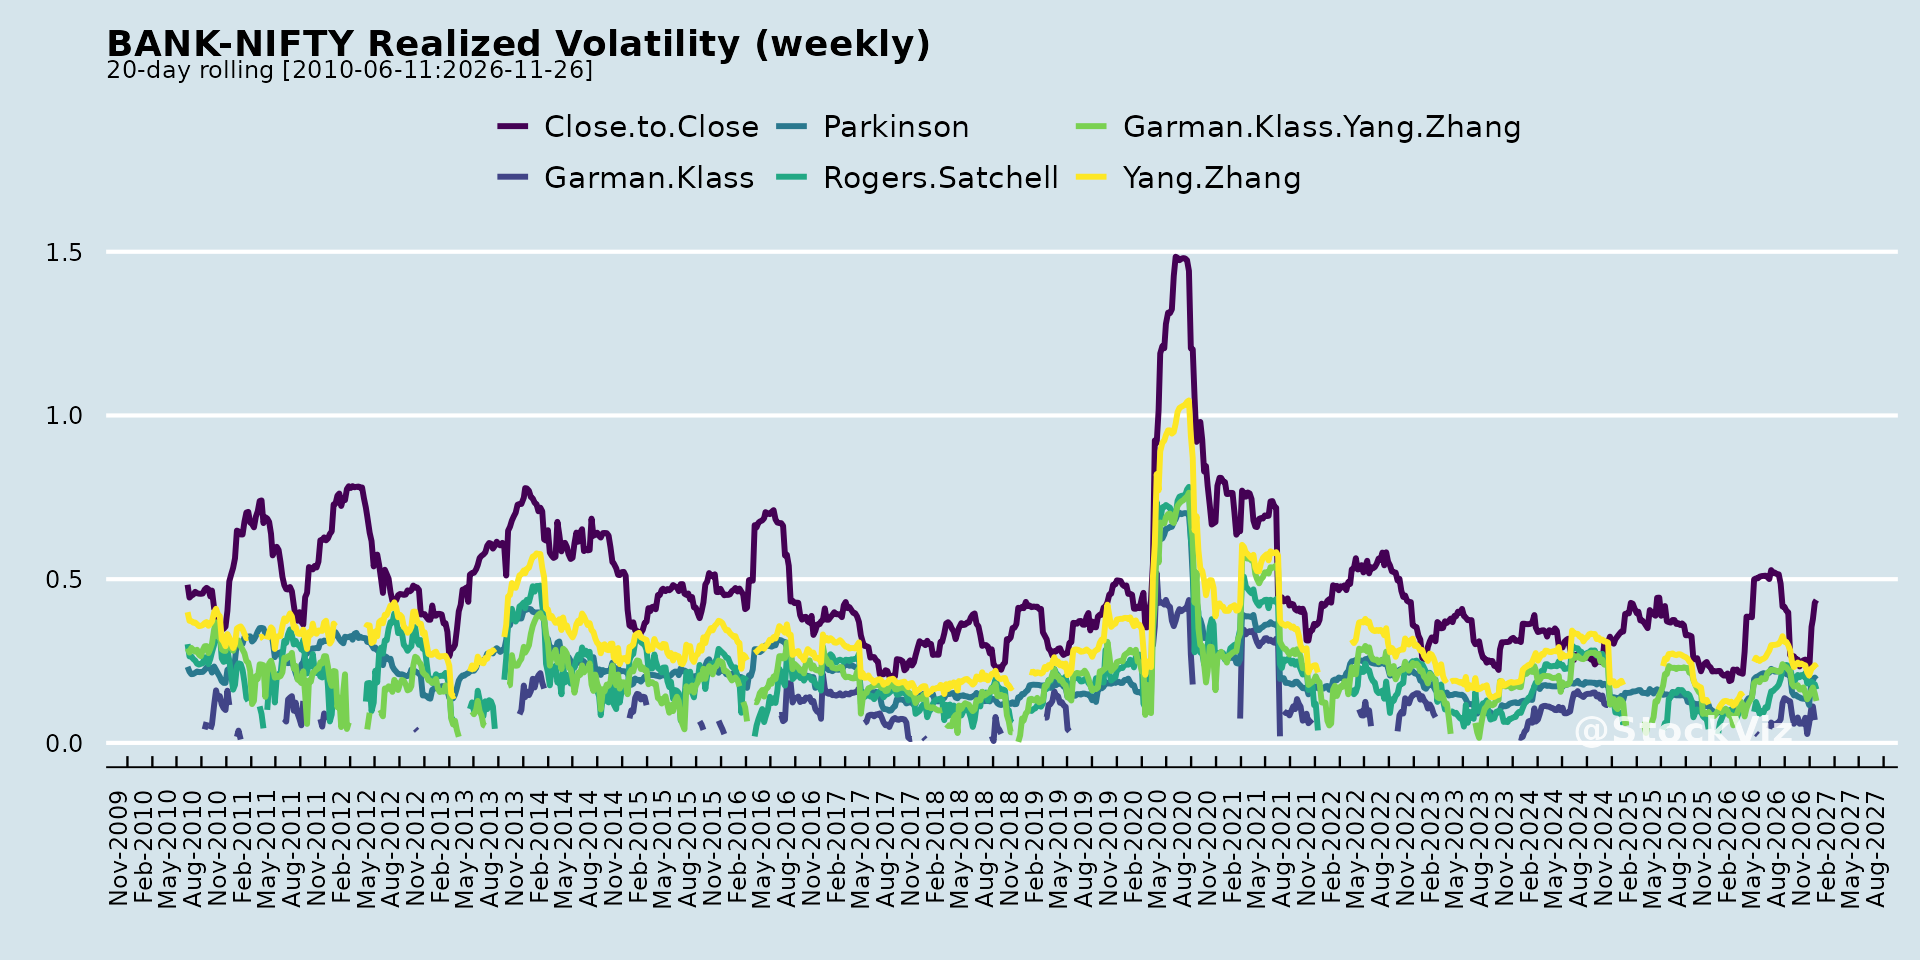 BANK-NIFTY Realized Volatility (weekly)
20-day rolling [2010-06-11:2026-11-26]
Close.to.Close Parkinson Garman.Klass.Yang.Zhang
Garman.Klass Rogers.Satchell Yang.Zhang
1.5
1.0
0.5
0.0
@StockViz
Nov-2009 Feb-2010 May-2010 Aug-2010 Nov-2010 Feb-2011 May-2011 Aug-2011 Nov-2011 Feb-2012 May-2012 Aug-2012 Nov-2012 Feb-2013 May-2013 Aug-2013 Nov-2013 Feb-2014 May-2014 Aug-2014 Nov-2014 Feb-2015 May-2015 Aug-2015 Nov-2015 Feb-2016 May-2016 Aug-2016 Nov-2016 Feb-2017 May-2017 Aug-2017 Nov-2017 Feb-2018 May-2018 Aug-2018 Nov-2018 Feb-2019 May-2019 Aug-2019 Nov-2019 Feb-2020 May-2020 Aug-2020 Nov-2020 Feb-2021 May-2021 Aug-2021 Nov-2021 Feb-2022 May-2022 Aug-2022 Nov-2022 Feb-2023 May-2023 Aug-2023 Nov-2023 Feb-2024 May-2024 Aug-2024 Nov-2024 Feb-2025 May-2025 Aug-2025 Nov-2025 Feb-2026 May-2026 Aug-2026 Nov-2026 Feb-2027 May-2027 Aug-2027